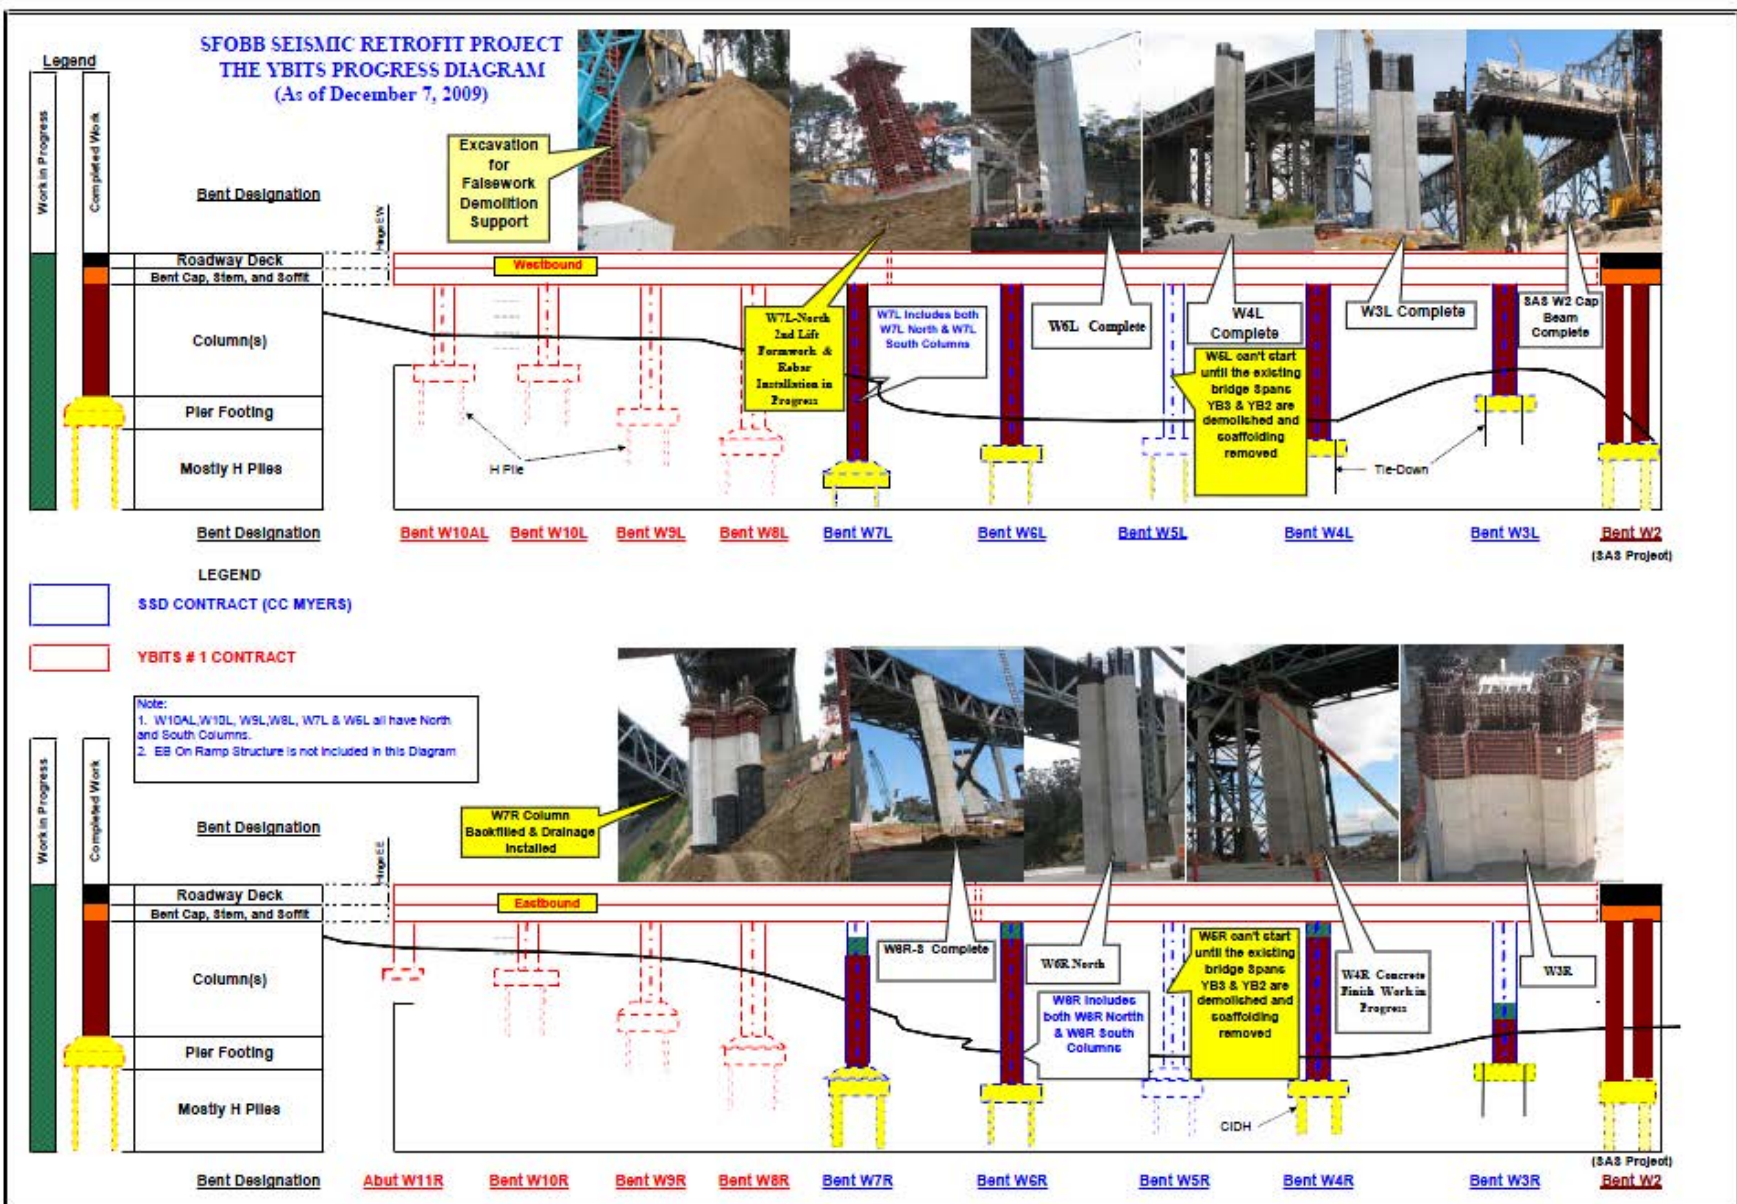 SFOBB SEISMIC RETROFIT PROJECT
THE YBITS PROGRESS DIAGRAM
(As of December 7, 2009)
Legend
Work in Progress
Completed Work
Bent Designation
Hinge EW
Excavation
for
Falsework
Demolition
Support
Roadway Deck
Bent Cap, Stem, and Soffit
Column(s)
Pier Footing
Mostly H Piles
Westbound
W7L-North
2nd Lift
Formwork &
Rebar
Installation in
Progress
W7L Includes both
W7L North & W7L
South Columns
W6L Complete
W4L
Complete
W5L can't start
until the existing
bridge Spans
YB3 & YB2 are
demolished and
scaffolding
removed
W3L Complete
SAS W2 Cap
Beam
Complete
H Pile
Tie-Down
Bent Designation
Bent W10AL
Bent W10L
Bent W9L
Bent W8L
Bent W7L
Bent W6L
Bent W5L
Bent W4L
Bent W3L
Bent W2
(SAS Project)
LEGEND
SSD CONTRACT (CC MYERS)
YBITS # 1 CONTRACT
Note:
1. W10AL,W10L, W9L,W8L, W7L & W6L all have North
and South Columns.
2. EB On Ramp Structure is not included in this Diagram
Work in Progress
Completed Work
Bent Designation
Hinge EE
W7R Column
Backfilled & Drainage
Installed
Roadway Deck
Bent Cap, Stem, and Soffit
Column(s)
Pier Footing
Mostly H Piles
Eastbound
W6R-S Complete
W6R North
W6R Includes
both W6R North
& W6R South
Columns
W5R can't start
until the existing
bridge Spans
YB3 & YB2 are
demolished and
scaffolding
removed
W4R Concrete
Finish Work in
Progress
W3R
CIDH
(SAS Project)
Bent Designation
Abut W11R
Bent W10R
Bent W9R
Bent W8R
Bent W7R
Bent W6R
Bent W5R
Bent W4R
Bent W3R
Bent W2